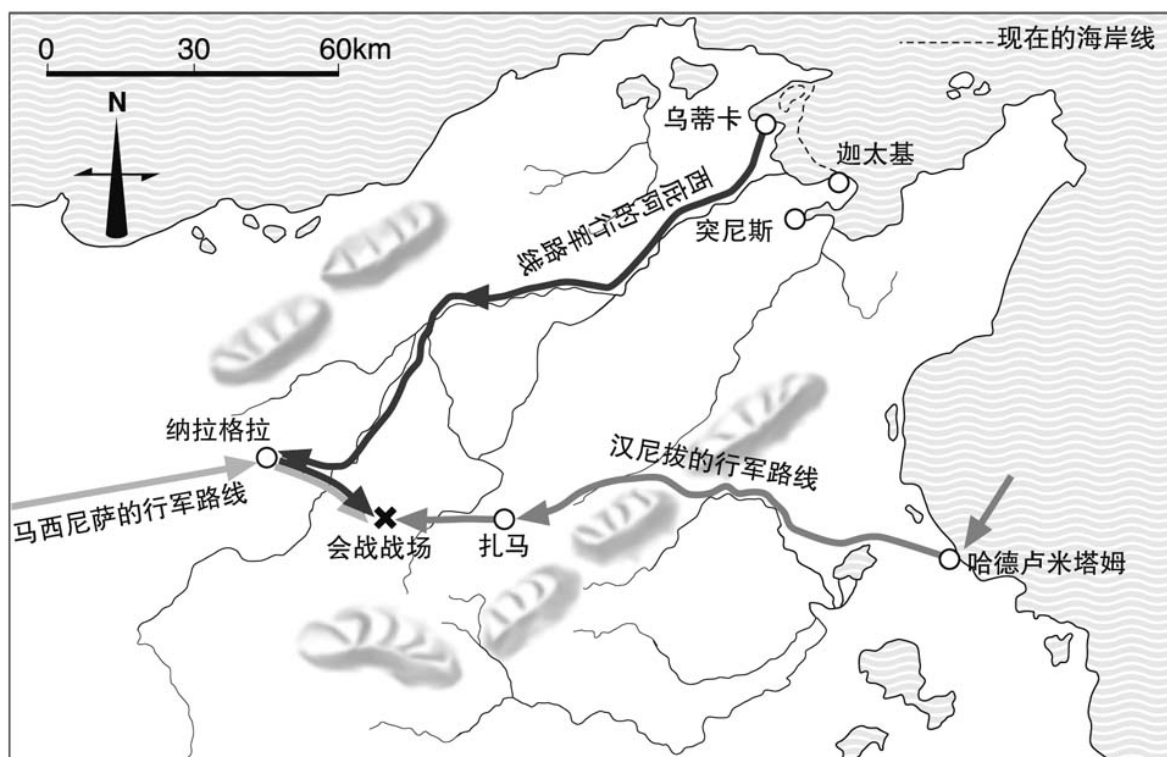 0 30 60km
现在的海岸线
N
乌蒂卡
迦太基
突尼斯
西庇阿的行军路线
纳拉格拉
马西尼萨的行军路线
汉尼拔的行军路线
会战战场
扎马
哈德卢米塔姆